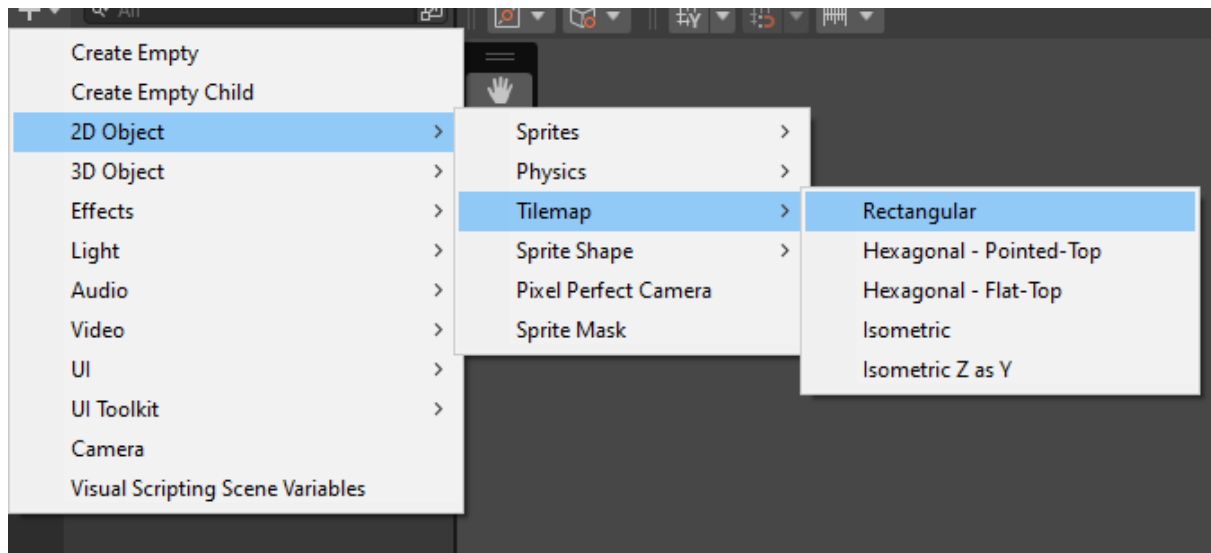 All
Create Empty
Create Empty Child
2D Object
3D Object
Effects
Light
Audio
Video
UI
UI Toolkit
Camera
Visual Scripting Scene Variables
Sprites
Physics
Tilemap
Sprite Shape
Pixel Perfect Camera
Sprite Mask
Rectangular
Hexagonal - Pointed-Top
Hexagonal - Flat-Top
Isometric
Isometric Z as Y